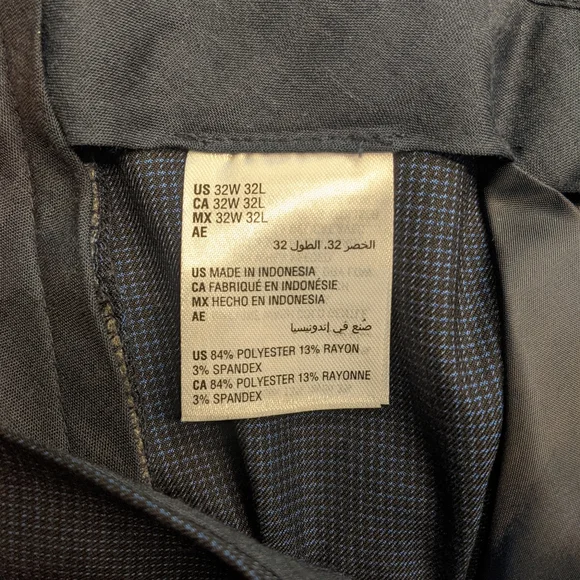 US 32W 32L
CA 32W 32L
MX 32W 32L
AE
الخصر 32، الطول 32
US MADE IN INDONESIA
CA FABRIQUÉ EN INDONÉSIE
MX HECHO EN INDONESIA
AE
صُنع في إندونيسيا
US 84% POLYESTER 13% RAYON
3% SPANDEX
CA 84% POLYESTER 13% RAYONNE
3% SPANDEX